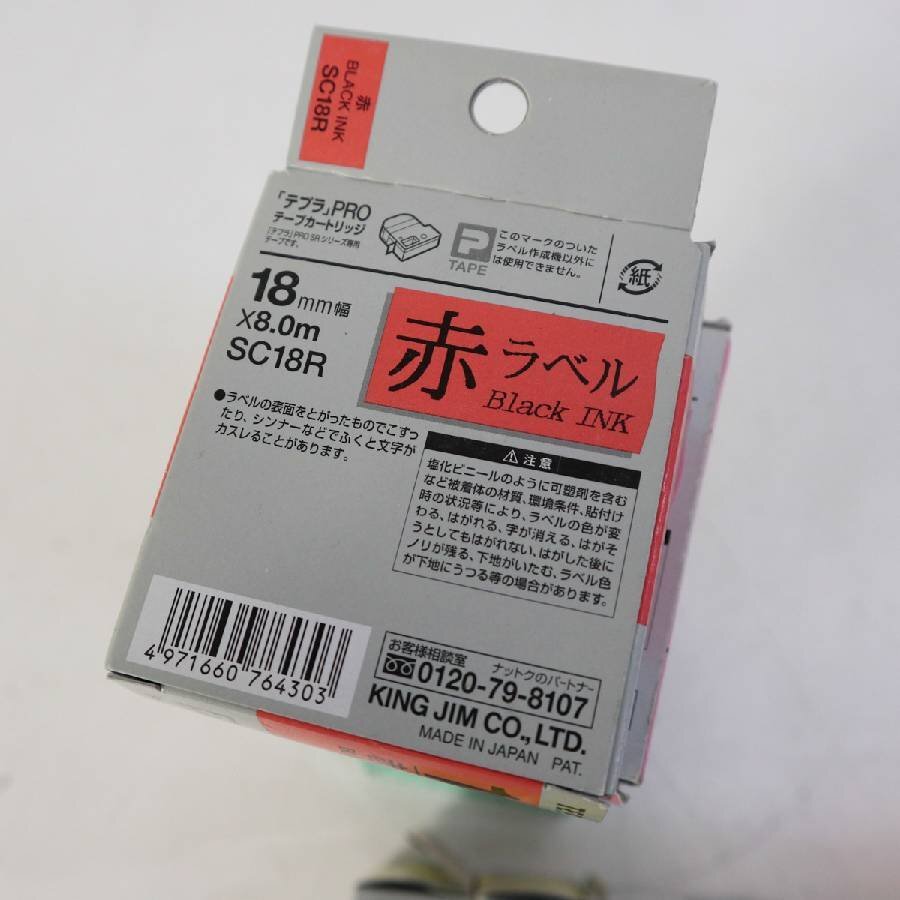 赤
BLACK INK
SC18R
「テプラ」PRO
テープカートリッジ
「テプラ」PRO SRシリーズ専用
テープです。
P
TAPE
このマークのついた
ラベル作成機以外に
は使用できません。
紙
18mm幅
X8.0m
SC18R
赤 ラベル
Black INK
●ラベルの表面をとがったものでこすっ
たり、シンナーなどでふくと文字が
カスレることがあります。
⚠注意
塩化ビニールのように可塑剤を含む
など被着体の材質、環境条件、貼付け
時の状況等により、ラベルの色が変
わる、はがれる、字が消える、はがそ
うとしてもはがれない、はがした後に
ノリが残る、下地がいたむ、ラベル色
が下地にうつる等の場合があります。
4 971660 764303
お客様相談室 ナットクのパートナー
0120-79-8107
KING JIM CO.,LTD.
MADE IN JAPAN PAT.